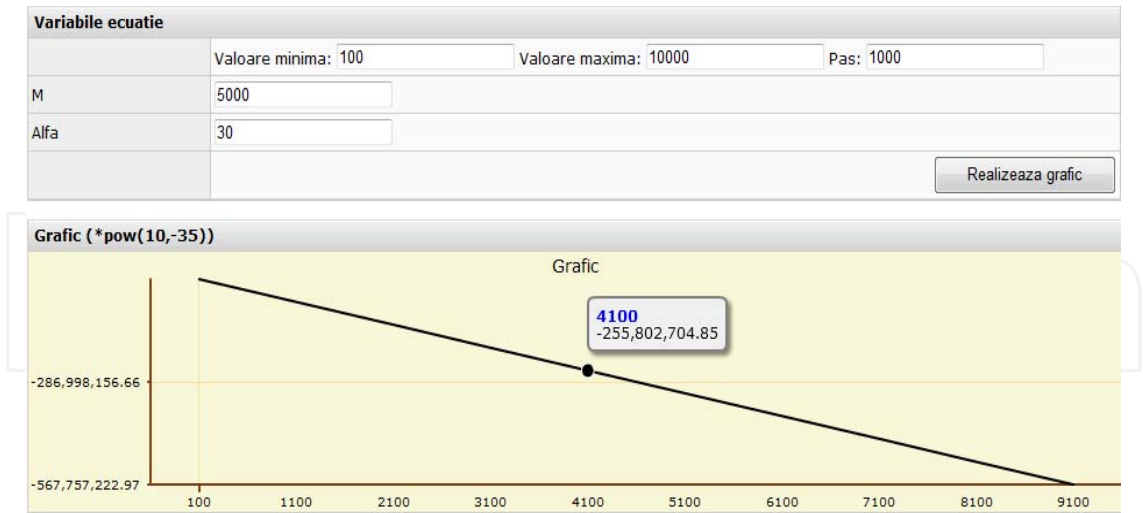 Variabile ecuatie
Valoare minima: 100 Valoare maxima: 10000 Pas: 1000
M 5000
Alfa 30
Realizeaza grafic
Grafic (*pow(10,-35))
Grafic
4100
-255,802,704.85
-286,998,156.66
-567,757,222.97
100 1100 2100 3100 4100 5100 6100 7100 8100 9100